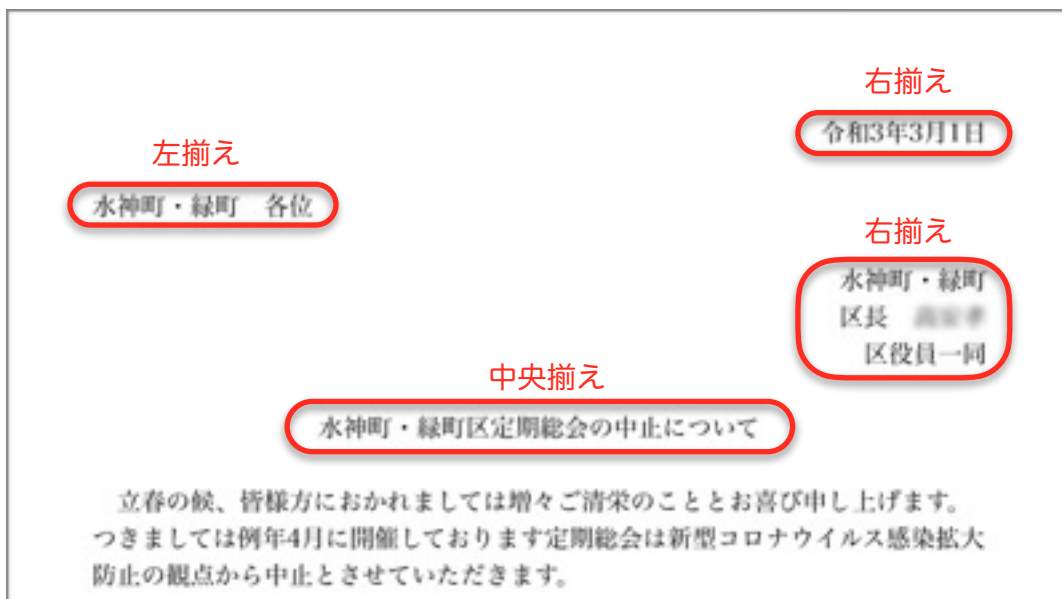 右揃え
令和3年3月1日
左揃え
水神町・緑町　各位
右揃え
水神町・緑町
区長
区役員一同
中央揃え
水神町・緑町区定期総会の中止について
立春の候、皆様方におかれましては増々ご清栄のこととお喜び申し上げます。
つきましては例年4月に開催しております定期総会は新型コロナウイルス感染拡大
防止の観点から中止とさせていただきます。